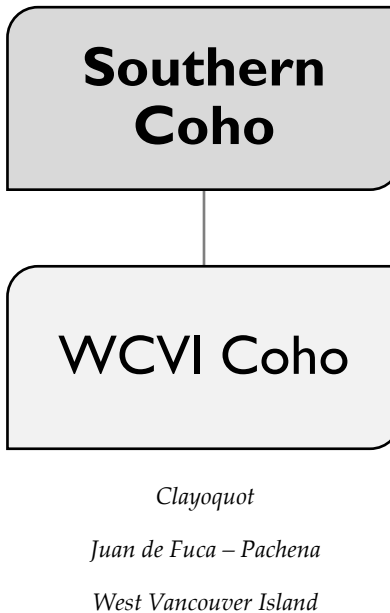 Southern
Coho
WCVI Coho
Clayoquot
Juan de Fuca – Pachena
West Vancouver Island